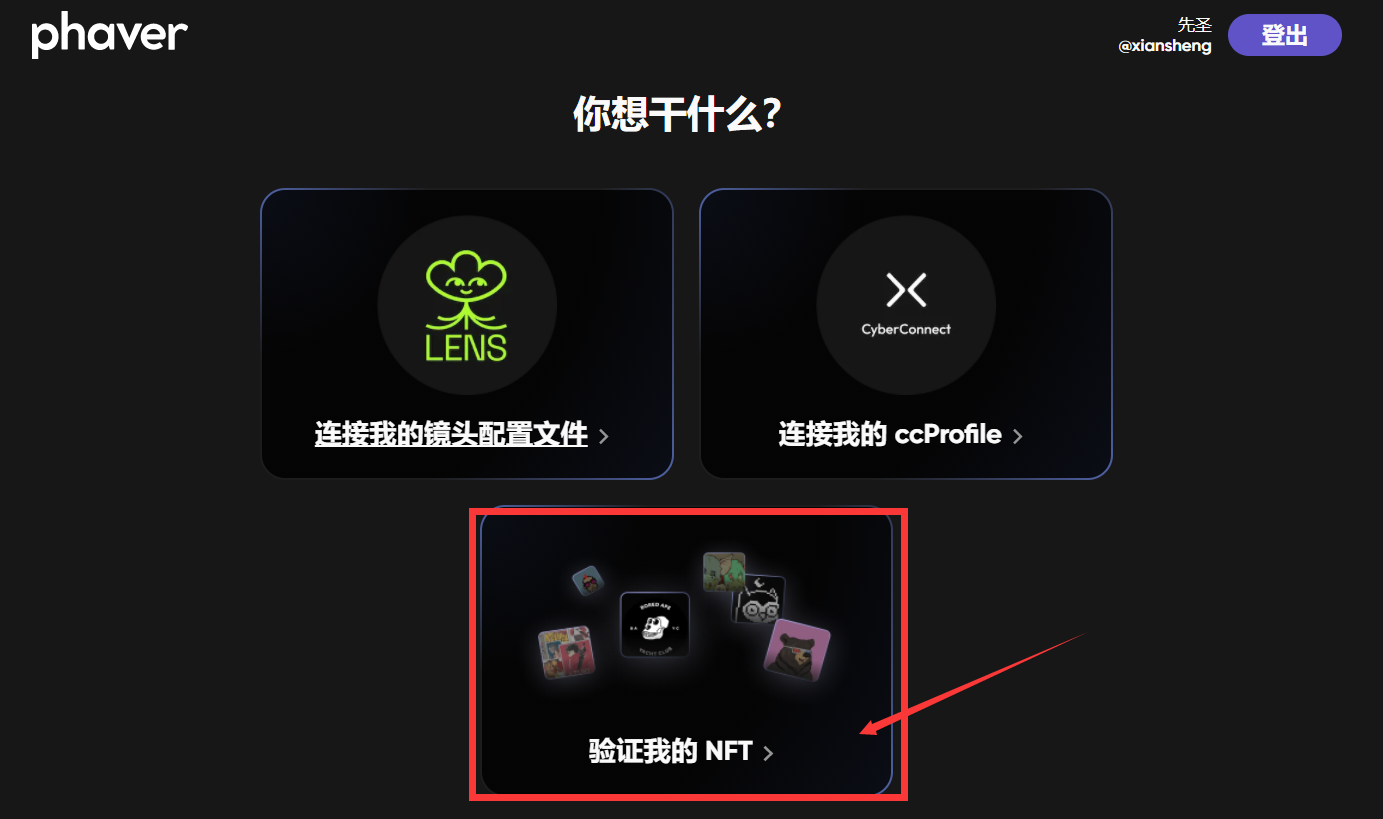 phaver
先圣
@xiansheng
登出
你想干什么?
LENS
CyberConnect
连接我的镜头配置文件
连接我的 ccProfile
BORED APE
YACHT CLUB
验证我的 NFT